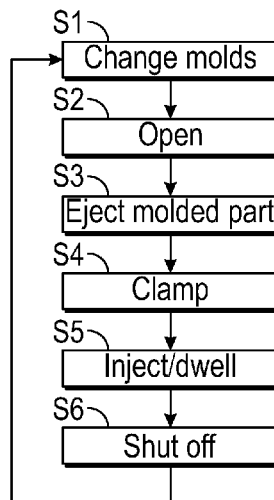 S1
Change molds
S2
Open
S3
Eject molded part
S4
Clamp
S5
Inject/dwell
S6
Shut off